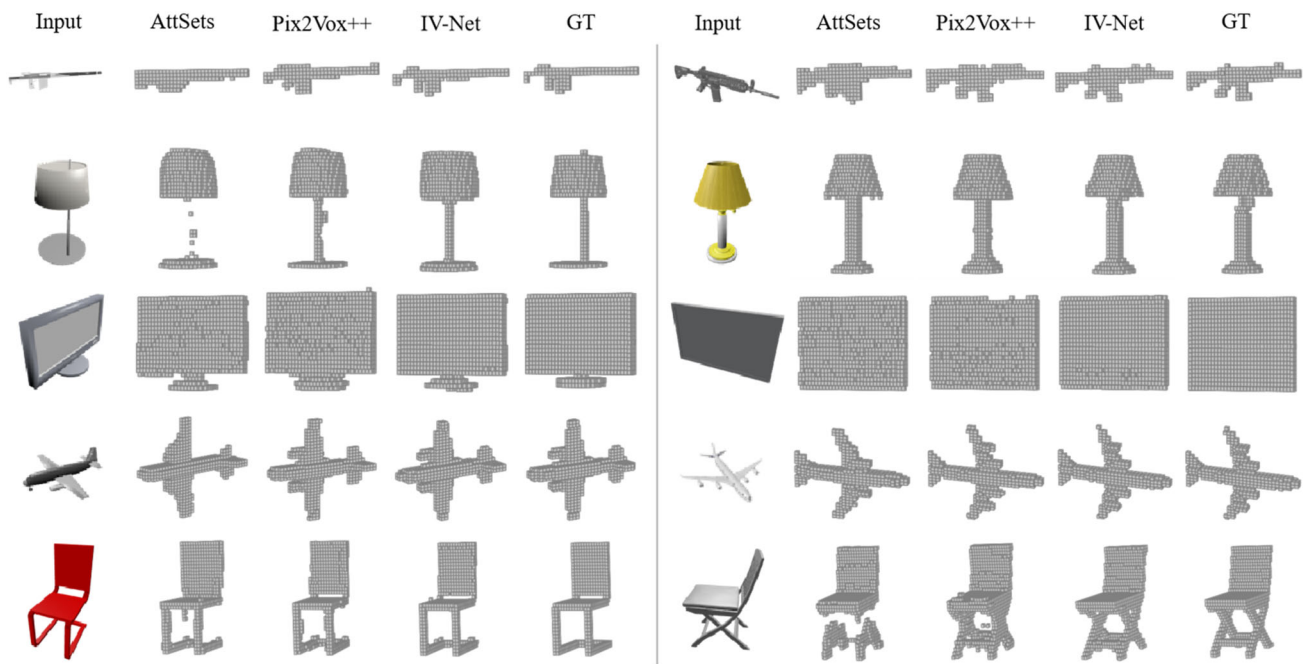 Input AttSets Pix2Vox++ IV-Net GT Input AttSets Pix2Vox++ IV-Net GT